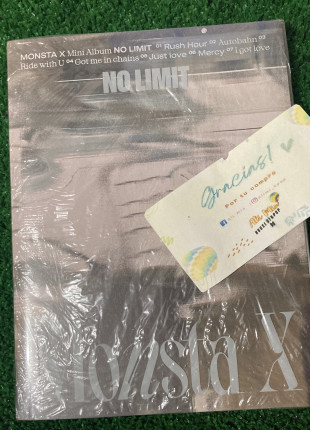 MONSTA X Mini Album NO LIMIT 01 Rush Hour 02 Autobahn 03
Ride with U 04 Got me in chains 05 Just love 06 Mercy 07 I got love
NO LIMIT
Gracias!
Por tu compra
Monsta X